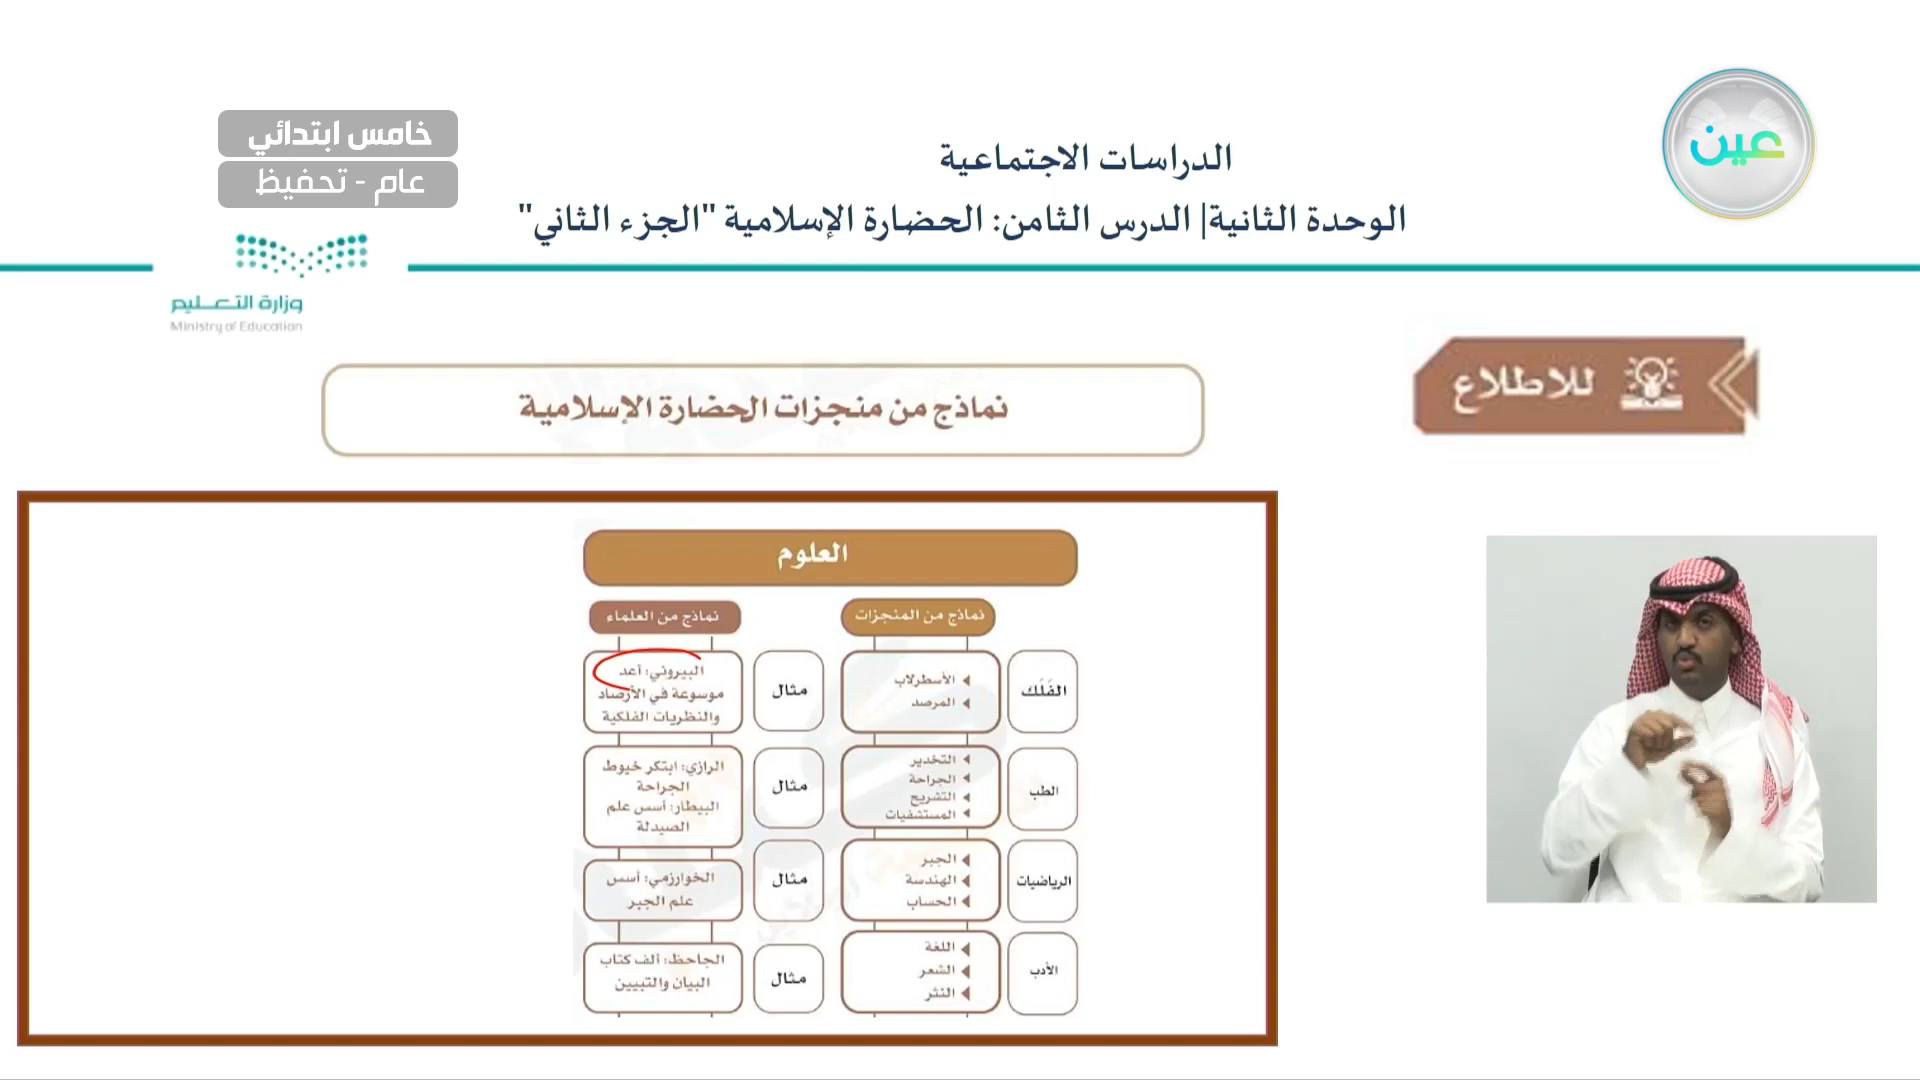 عين
خامس ابتدائي
عام - تحفيظ
الدراسات الاجتماعية
الوحدة الثانية| الدرس الثامن: الحضارة الإسلامية "الجزء الثاني"
وزارة التعـــليم
Ministry of Education
للاطلاع
نماذج من منجزات الحضارة الإسلامية
العلوم
نماذج من المنجزات
نماذج من العلماء
الفَلَك
الأسطرلاب
المرصد
مثال
البيروني: أعد
موسوعة في الأرصاد
والنظريات الفلكية
الطب
التخدير
الجراحة
التشريح
المستشفيات
مثال
الرازي: ابتكر خيوط
الجراحة
البيطار: أسس علم
الصيدلة
الرياضيات
الجبر
الهندسة
الحساب
مثال
الخوارزمي: أسس
علم الجبر
الأدب
اللغة
الشعر
النثر
مثال
الجاحظ: ألف كتاب
البيان والتبيين